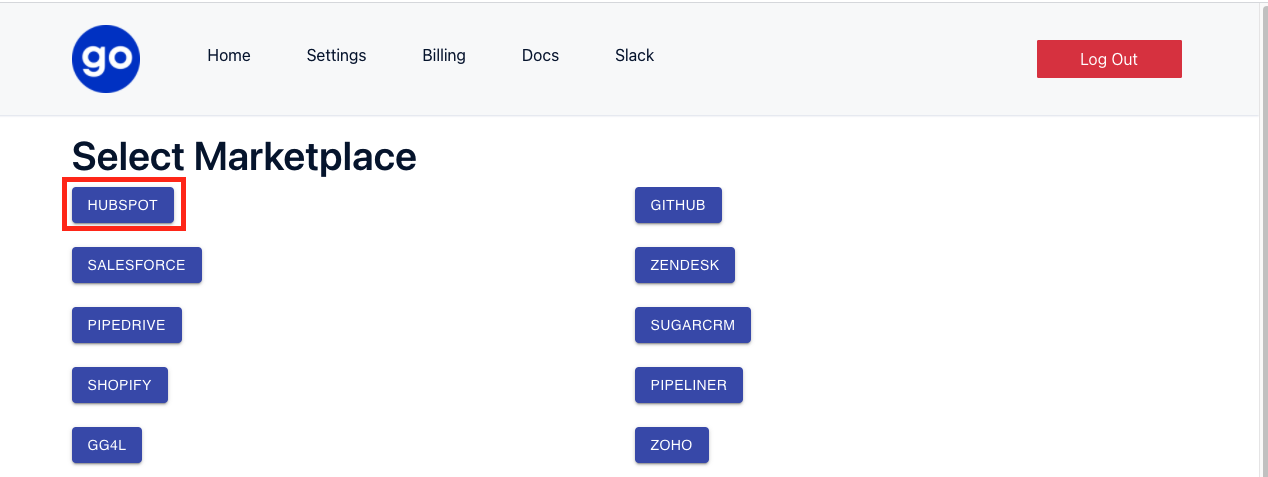 go
Home Settings Billing Docs Slack Log Out
Select Marketplace
HUBSPOT GITHUB
SALESFORCE ZENDESK
PIPEDRIVE SUGARCRM
SHOPIFY PIPELINER
GG4L ZOHO